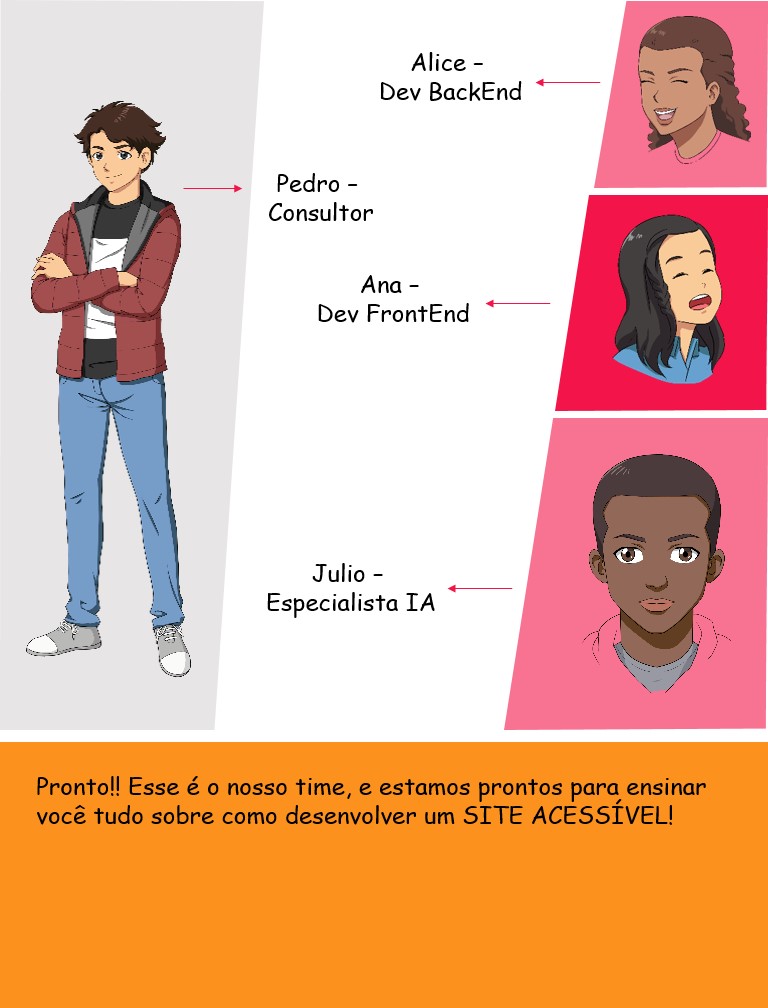 Alice –
Dev BackEnd
Pedro –
Consultor
Ana –
Dev FrontEnd
Julio –
Especialista IA
Pronto!! Esse é o nosso time, e estamos prontos para ensinar
você tudo sobre como desenvolver um SITE ACESSÍVEL!